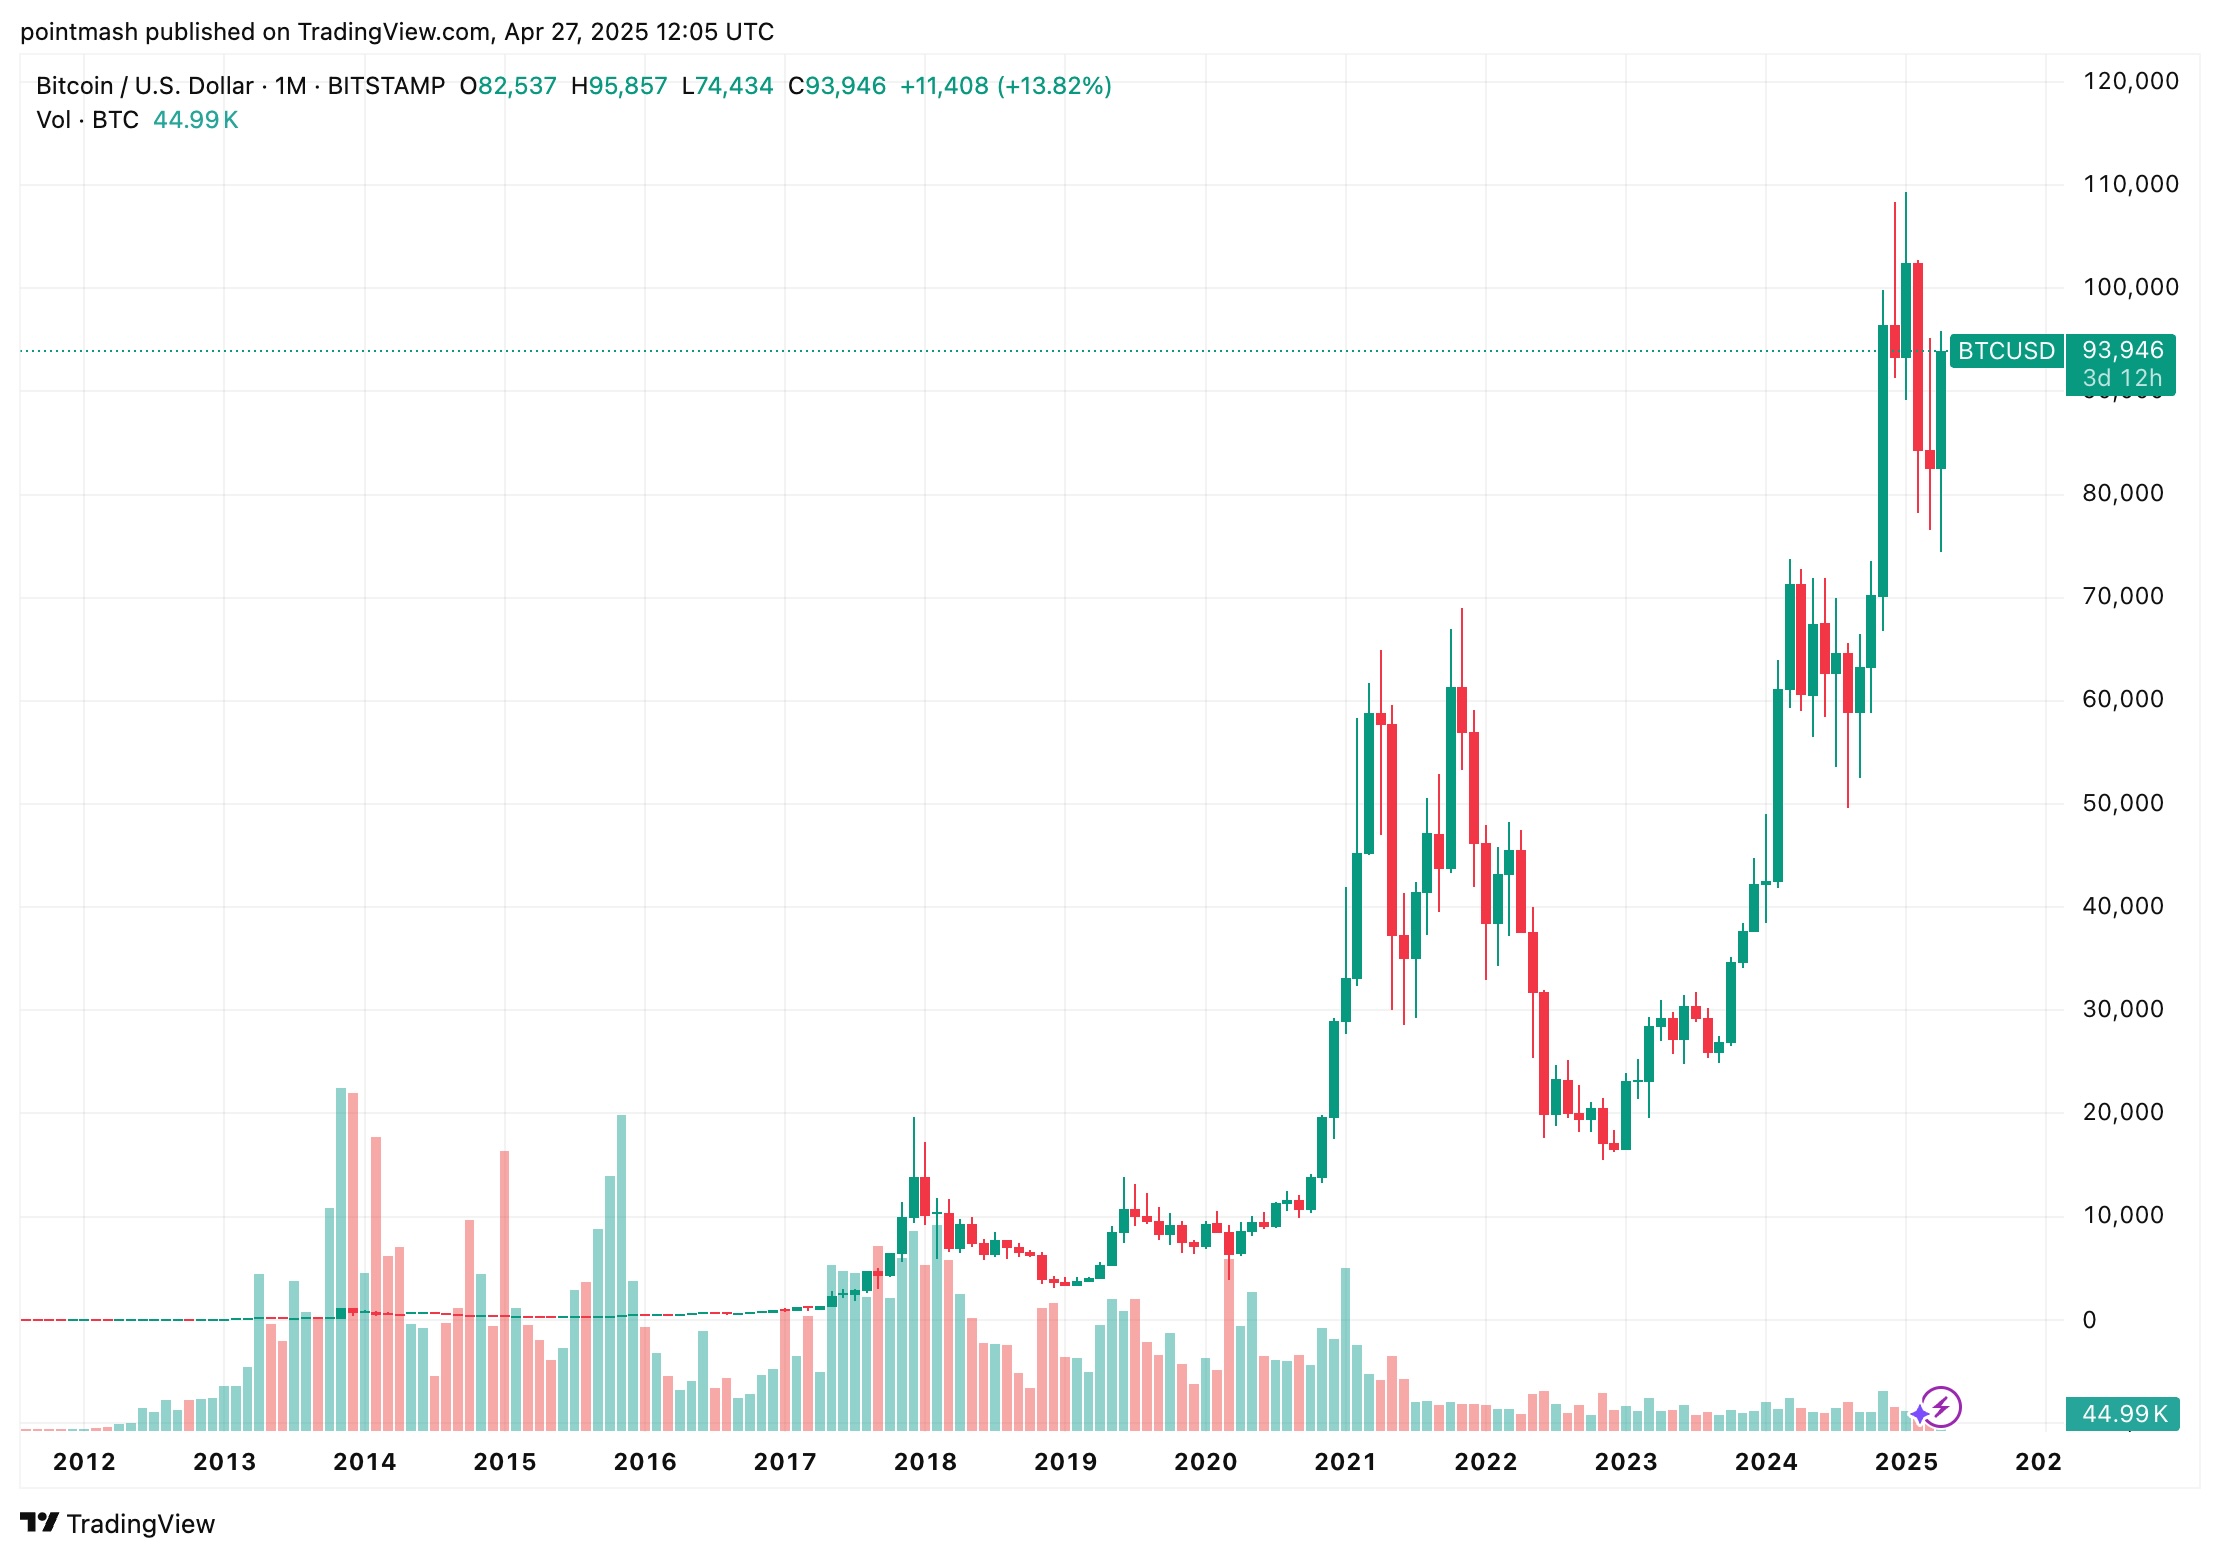 pointmash published on TradingView.com, Apr 27, 2025 12:05 UTC
Bitcoin / U.S. Dollar · 1M · BITSTAMP O82,537 H95,857 L74,434 C93,946 +11,408 (+13.82%)
Vol · BTC 44.99K
120,000
110,000
100,000
BTCUSD 93,946
3d 12h
80,000
70,000
60,000
50,000
40,000
30,000
20,000
10,000
0
44.99K
2012 2013 2014 2015 2016 2017 2018 2019 2020 2021 2022 2023 2024 2025 202
TradingView